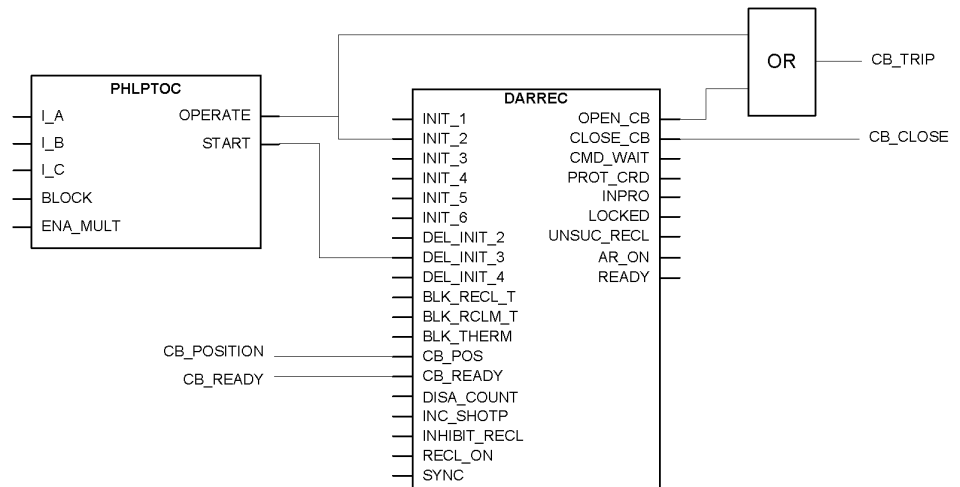 PHLPTOC
I_A
I_B
I_C
BLOCK
ENA_MULT
OPERATE
START
DARREC
INIT_1
INIT_2
INIT_3
INIT_4
INIT_5
INIT_6
DEL_INIT_2
DEL_INIT_3
DEL_INIT_4
BLK_RECL_T
BLK_RCLM_T
BLK_THERM
CB_POS
CB_READY
DISA_COUNT
INC_SHOTP
INHIBIT_RECL
RECL_ON
SYNC
OPEN_CB
CLOSE_CB
CMD_WAIT
PROT_CRD
INPRO
LOCKED
UNSUC_RECL
AR_ON
READY
CB_POSITION
CB_READY
OR
CB_TRIP
CB_CLOSE